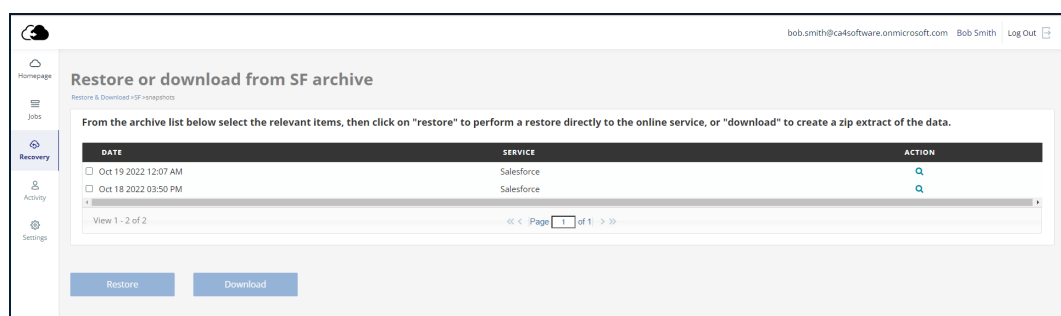 bob.smith@ca4software.onmicrosoft.com Bob Smith Log Out
Homepage
Jobs
Recovery
Activity
Settings
Restore or download from SF archive
Restore & Download >SF >snapshots
From the archive list below select the relevant items, then click on "restore" to perform a restore directly to the online service, or "download" to create a zip extract of the data.
DATE SERVICE ACTION
Oct 19 2022 12:07 AM Salesforce
Oct 18 2022 03:50 PM Salesforce
View 1 - 2 of 2 Page 1 of 1
Restore Download